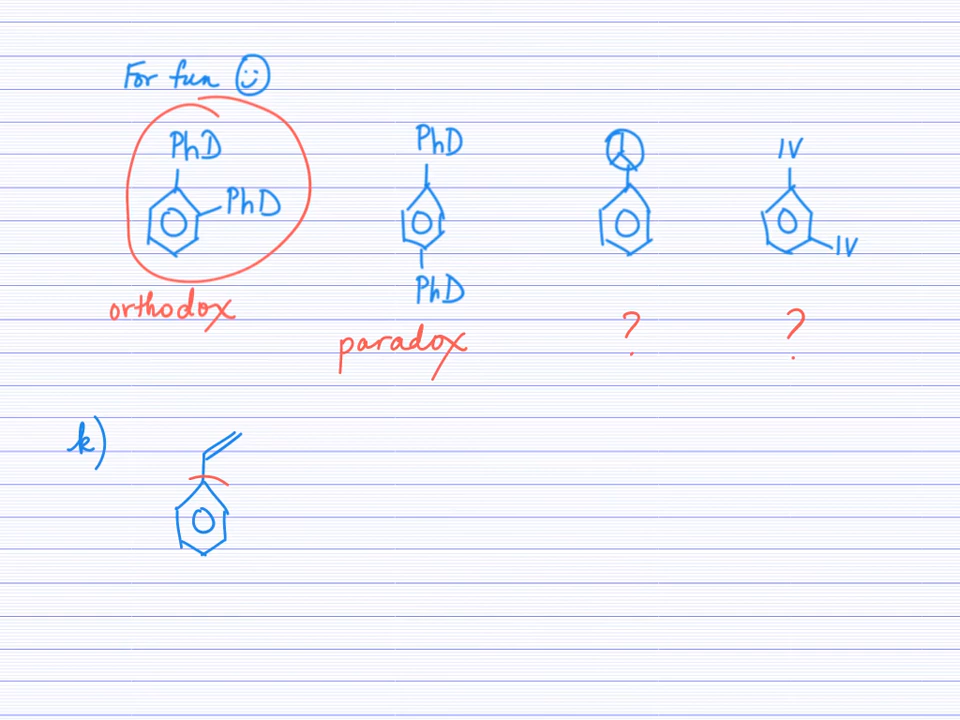 For fun
PhD
PhD
orthodox
PhD
PhD
paradox
?
IV
IV
?
k)